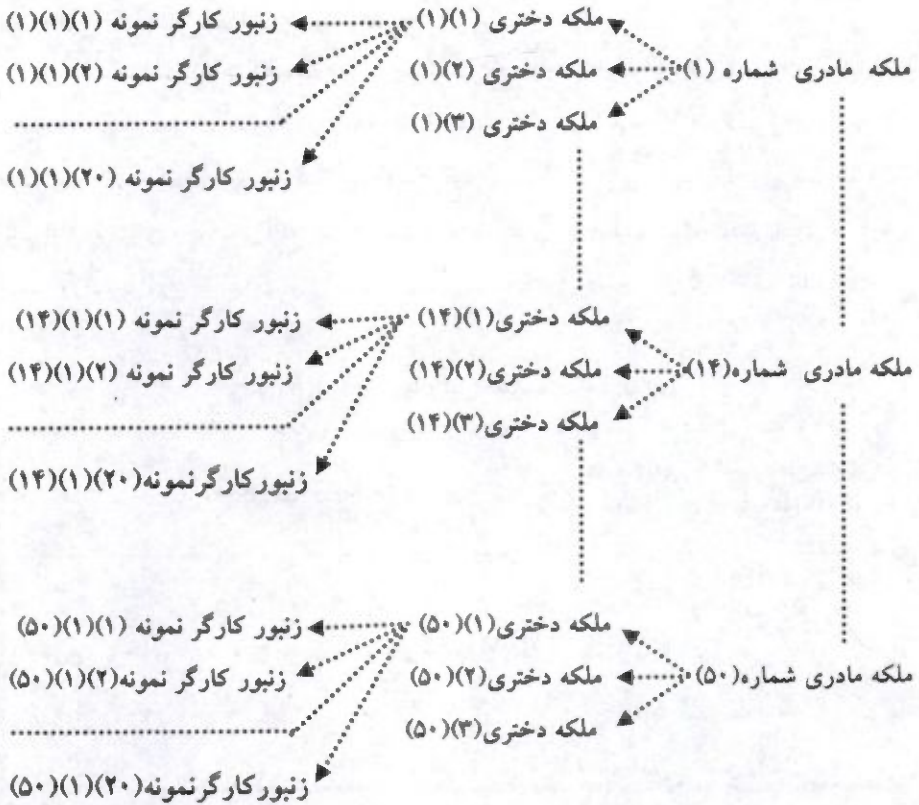 ملکه دختری (۱)(۱) زنبور کارگر نمونه (۱)(۱)(۱)
ملکه مادری شماره (۱) ملکه دختری (۲)(۱) زنبور کارگر نمونه (۲)(۱)(۱)
ملکه دختری (۳)(۱)
زنبور کارگر نمونه (۲۰)(۱)(۱)
ملکه دختری(۱)(۱۴) زنبور کارگر نمونه (۱)(۱)(۱۴)
ملکه مادری شماره(۱۴) ملکه دختری(۲)(۱۴) زنبور کارگر نمونه (۲)(۱)(۱۴)
ملکه دختری(۳)(۱۴)
زنبورکارگرنمونه(۲۰)(۱)(۱۴)
ملکه دختری(۱)(۵۰) زنبور کارگر نمونه (۱)(۱)(۵۰)
ملکه مادری شماره(۵۰) ملکه دختری(۲)(۵۰) زنبور کارگر نمونه(۲)(۱)(۵۰)
ملکه دختری(۳)(۵۰)
زنبورکارگرنمونه(۲۰)(۱)(۵۰)